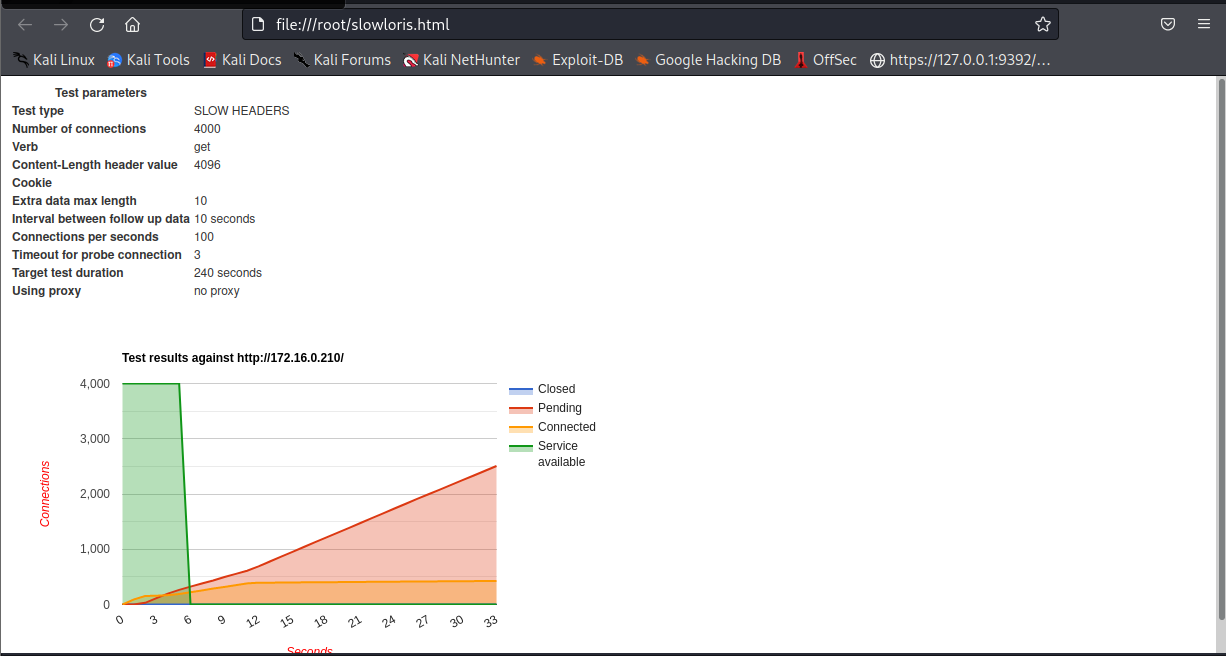 file:///root/slowloris.html
Kali Linux Kali Tools Kali Docs Kali Forums Kali NetHunter Exploit-DB Google Hacking DB OffSec https://127.0.0.1:9392/…
Test parameters
Test type SLOW HEADERS
Number of connections 4000
Verb get
Content-Length header value 4096
Cookie
Extra data max length 10
Interval between follow up data 10 seconds
Connections per seconds 100
Timeout for probe connection 3
Target test duration 240 seconds
Using proxy no proxy
Test results against http://172.16.0.210/
4,000
3,000
2,000
1,000
0
Connections
0 3 6 9 12 15 18 21 24 27 30 33
Seconds
Closed
Pending
Connected
Service
available